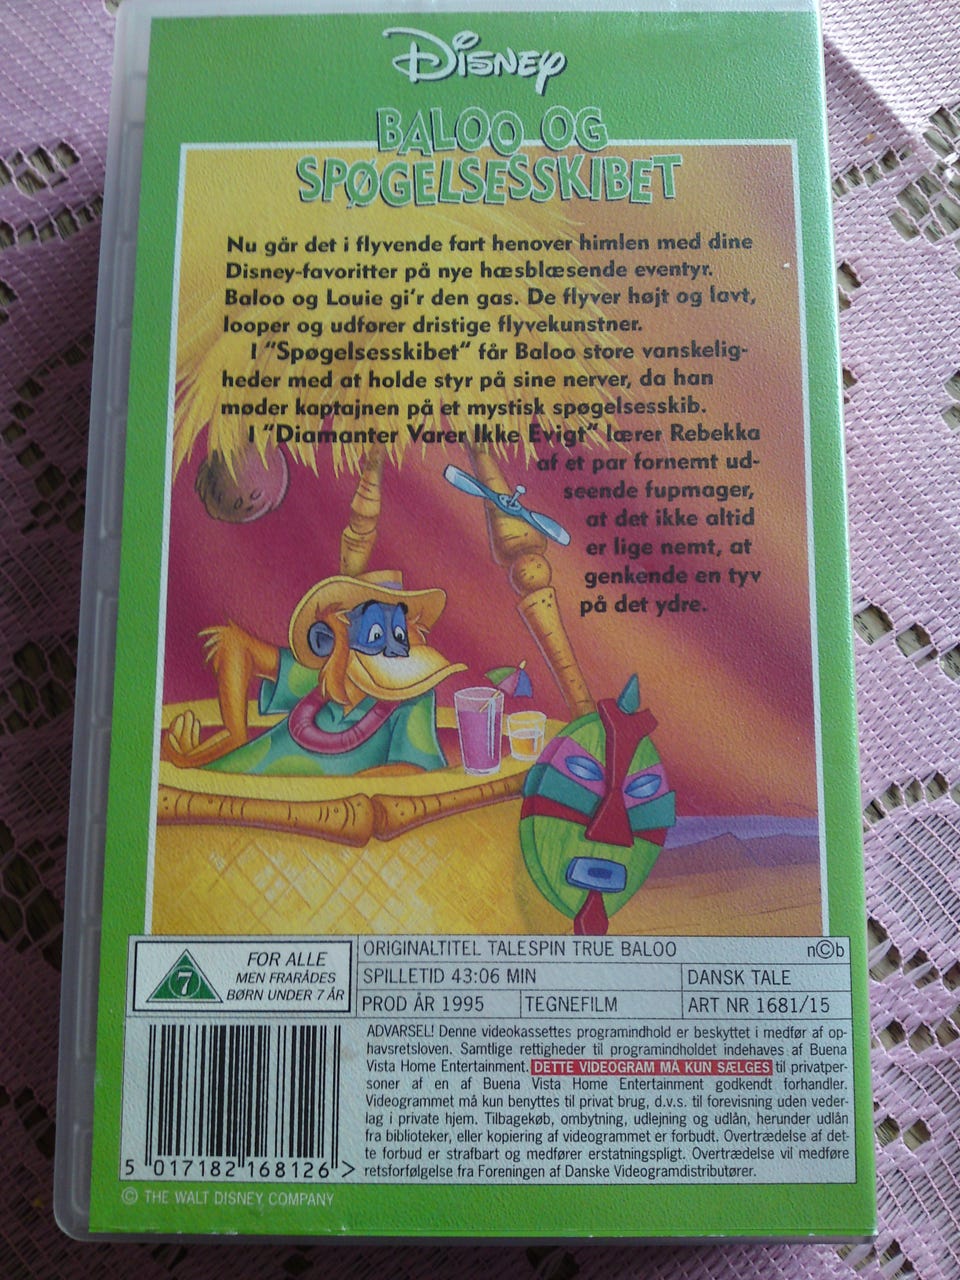 Disney
BALOO OG
SPØGELSESSKIBET
Nu går det i flyvende fart henover himlen med dine
Disney-favoritter på nye hæsblæsende eventyr.
Baloo og Louie gi'r den gas. De flyver højt og lavt,
looper og udfører dristige flyvekunstner.
I "Spøgelsesskibet" får Baloo store vanskelig-
heder med at holde styr på sine nerver, da han
møder kaptajnen på et mystisk spøgelsesskib.
I "Diamanter Varer Ikke Evigt" lærer Rebekka
af et par fornemt ud-
seende fupmager,
at det ikke altid
er lige nemt, at
genkende en tyv
på det ydre.
7
FOR ALLE
MEN FRARÅDES
BØRN UNDER 7 ÅR
ORIGINALTITEL TALESPIN TRUE BALOO n©b
SPILLETID 43:06 MIN DANSK TALE
PROD ÅR 1995 TEGNEFILM ART NR 1681/15
ADVARSEL! Denne videokassettes programindhold er beskyttet i medfør af op-
havsretsloven. Samtlige rettigheder til programindholdet indehaves af Buena
Vista Home Entertainment. DETTE VIDEOGRAM MÅ KUN SÆLGES til privatper-
soner af en af Buena Vista Home Entertainment godkendt forhandler.
Videogrammet må kun benyttes til privat brug, d.v.s. til forevisning uden veder-
lag i private hjem. Tilbagekøb, ombytning, udlejning og udlån, herunder udlån
fra biblioteker, eller kopiering af videogrammet er forbudt. Overtrædelse af det-
te forbud er strafbart og medfører erstatningspligt. Overtrædelse vil medføre
retsforfølgelse fra Foreningen af Danske Videogramdistributører.
5 017182 168126 >
© THE WALT DISNEY COMPANY